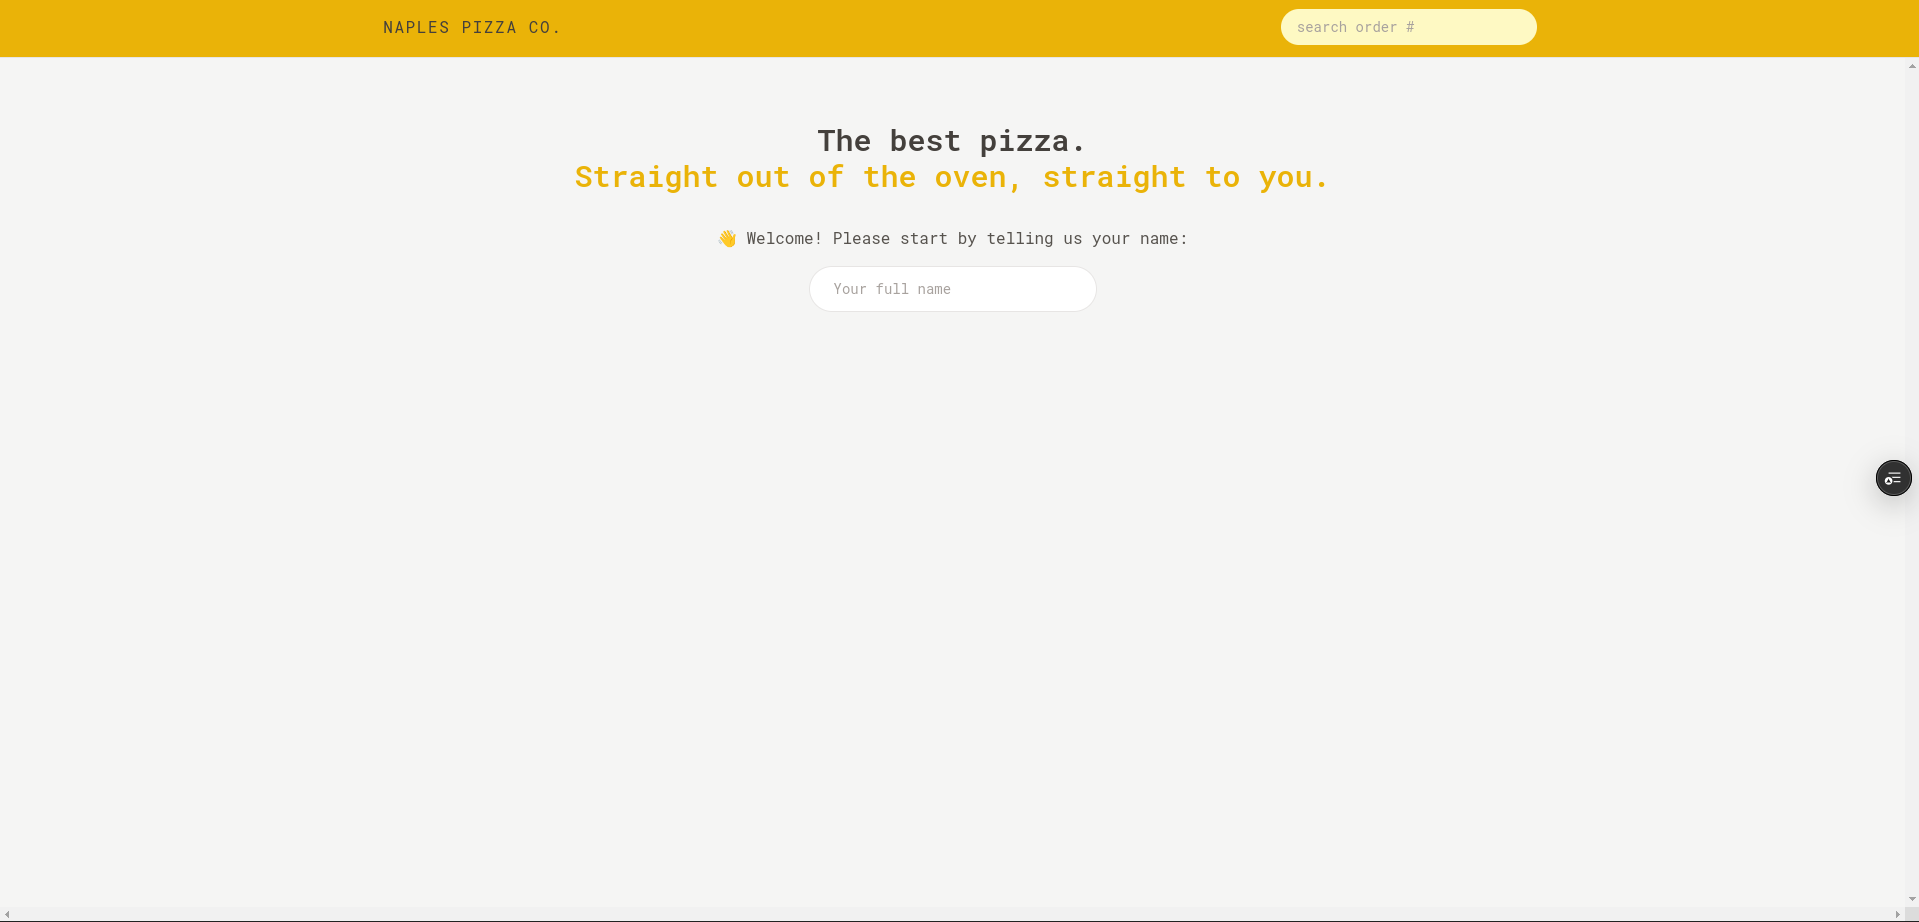 NAPLES PIZZA CO.
search order #
The best pizza.
Straight out of the oven, straight to you.
👋 Welcome! Please start by telling us your name:
Your full name